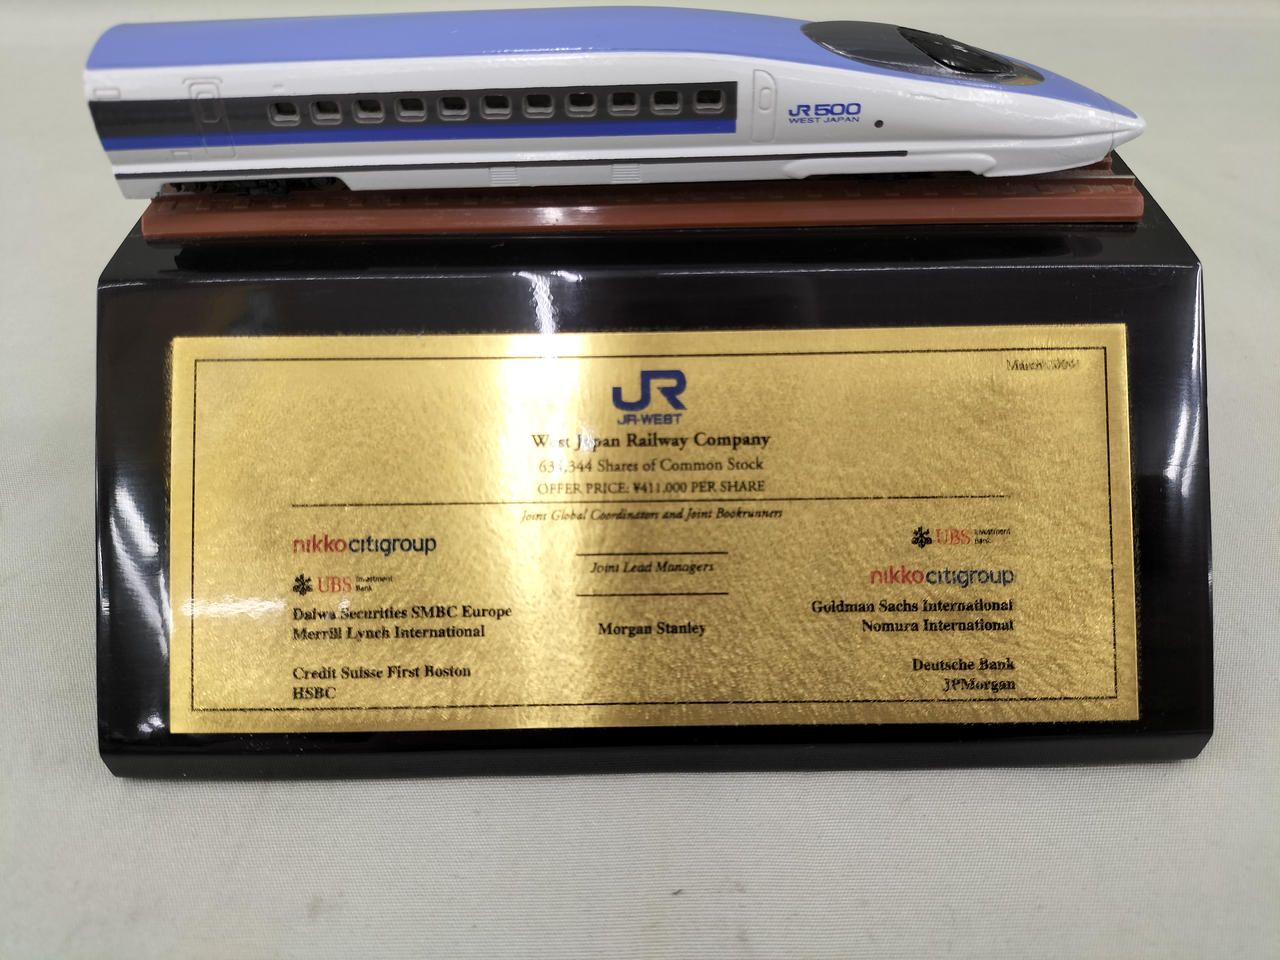 JR500
WEST JAPAN
March 2004
JR
JR-WEST
West Japan Railway Company
634,344 Shares of Common Stock
OFFER PRICE: ¥411,000 PER SHARE
Joint Global Coordinators and Joint Bookrunners
nikkocitigroup
UBS Investment Bank
Joint Lead Managers
UBS Investment Bank
nikkocitigroup
Daiwa Securities SMBC Europe
Goldman Sachs International
Merrill Lynch International
Morgan Stanley
Nomura International
Credit Suisse First Boston
Deutsche Bank
HSBC
JPMorgan